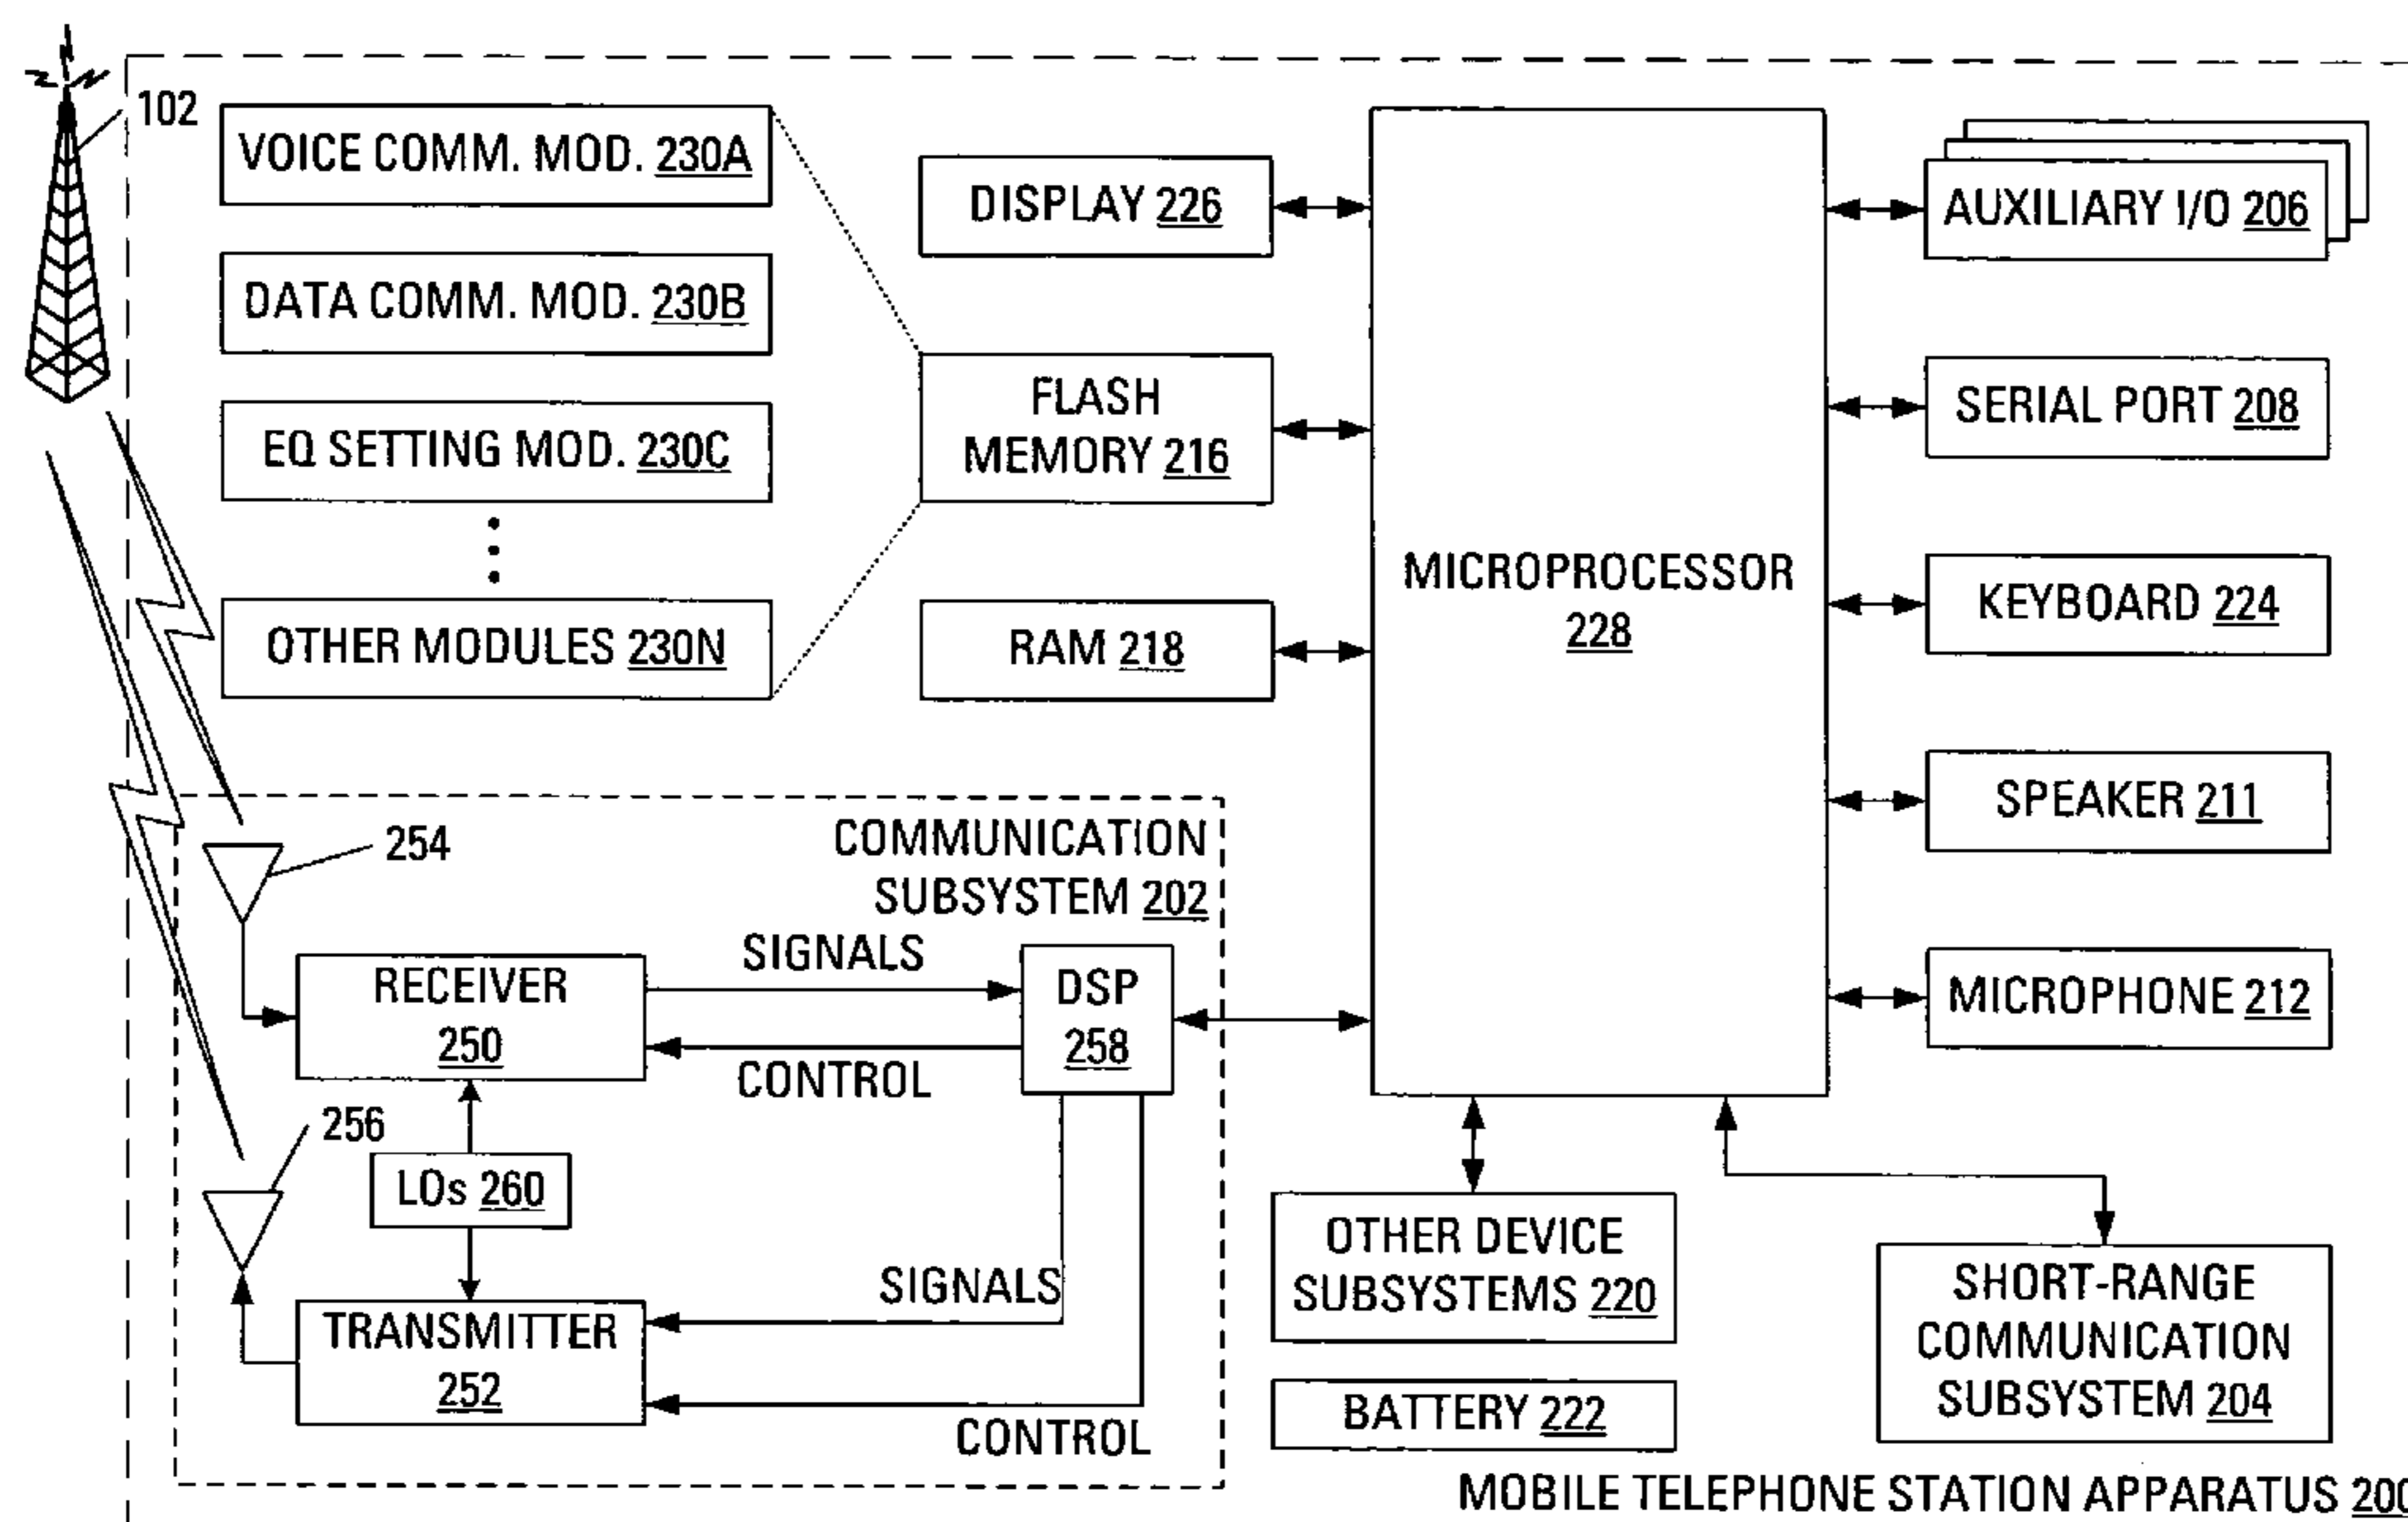 102
VOICE COMM. MOD. 230A
DATA COMM. MOD. 230B
EQ SETTING MOD. 230C
OTHER MODULES 230N
DISPLAY 226
FLASH
MEMORY 216
RAM 218
MICROPROCESSOR
228
AUXILIARY I/O 206
SERIAL PORT 208
KEYBOARD 224
SPEAKER 211
MICROPHONE 212
COMMUNICATION
SUBSYSTEM 202
254
RECEIVER
250
SIGNALS
CONTROL
DSP
258
256
LOs 260
TRANSMITTER
252
SIGNALS
CONTROL
OTHER DEVICE
SUBSYSTEMS 220
BATTERY 222
SHORT-RANGE
COMMUNICATION
SUBSYSTEM 204
MOBILE TELEPHONE STATION APPARATUS 200